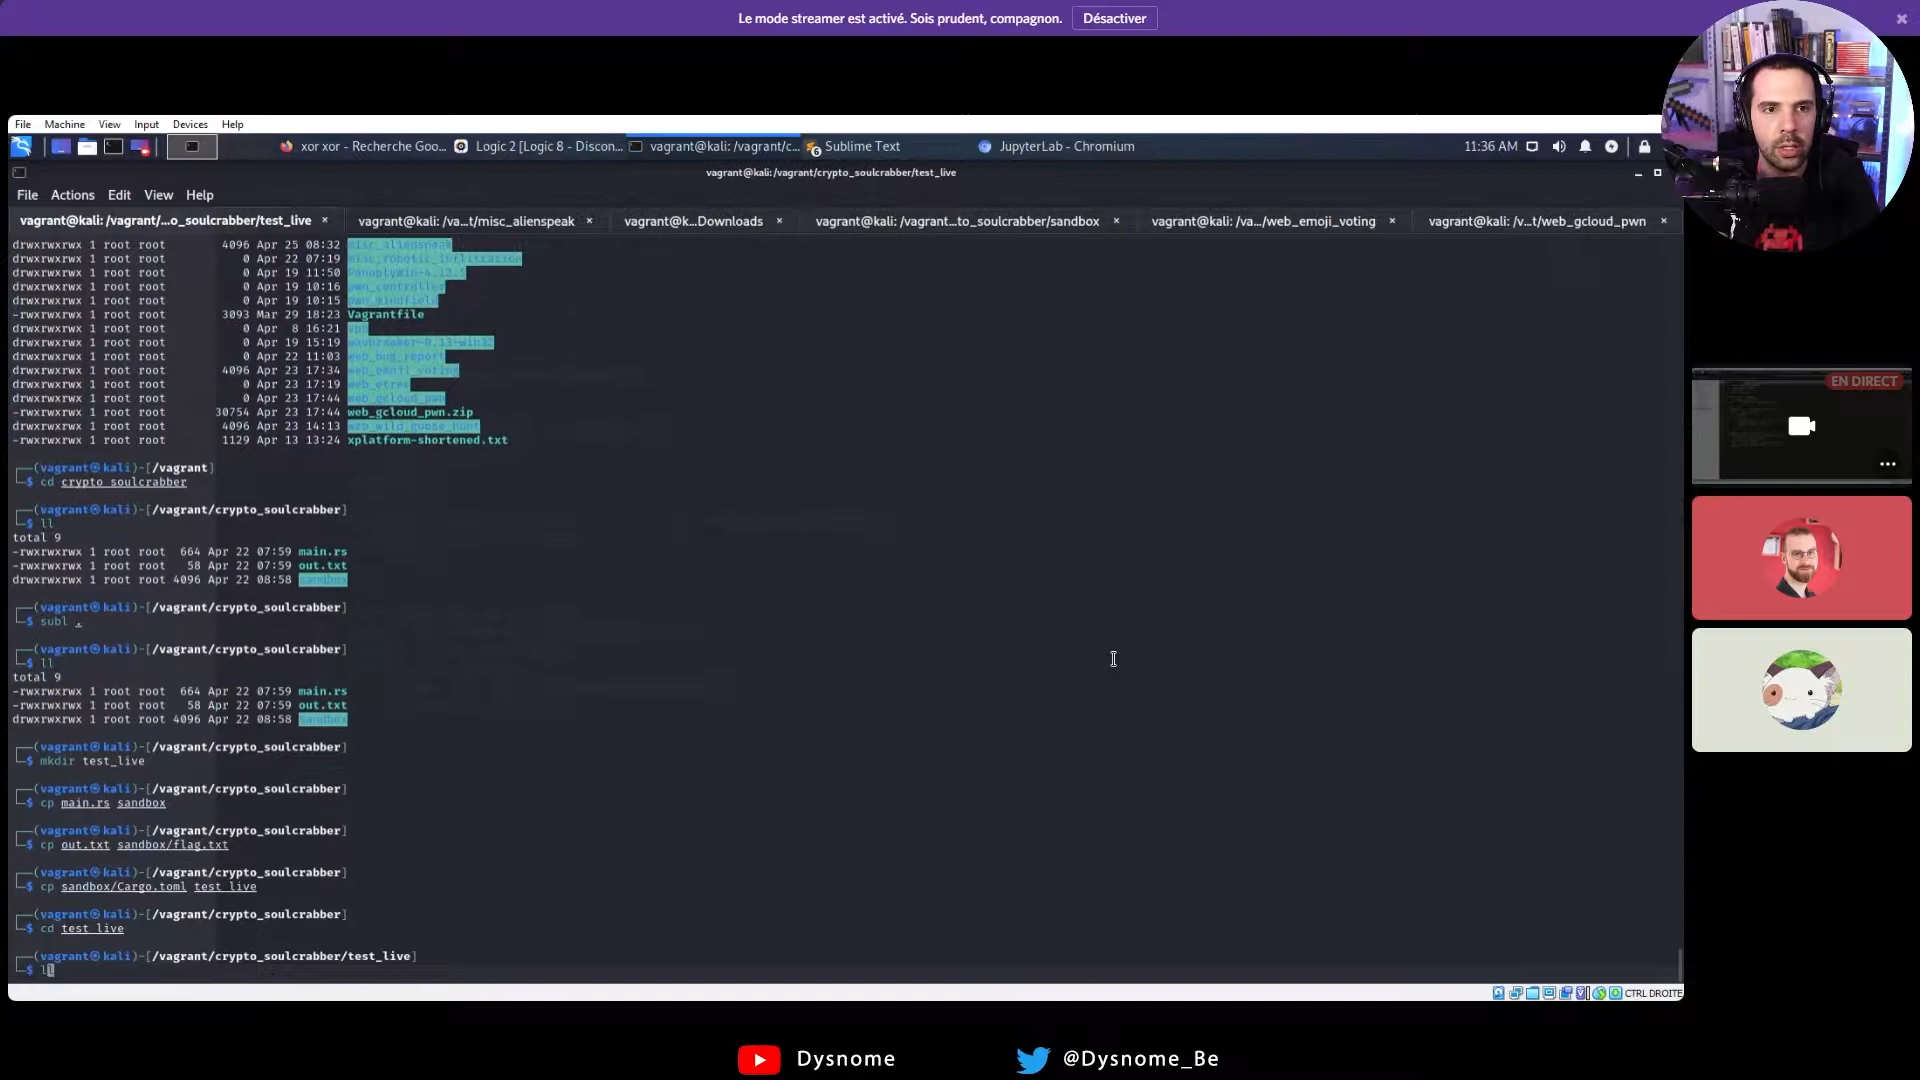 Le mode streamer est activé. Sois prudent, compagnon. Désactiver
File Machine View Input Devices Help
xor xor - Recherche Goo... Logic 2 [Logic 8 - Discon... vagrant@kali: /vagrant/c... Sublime Text JupyterLab - Chromium 11:36 AM
vagrant@kali:/vagrant/crypto_soulcrabber/test_live
File Actions Edit View Help
vagrant@kali: /vagrant/...o_soulcrabber/test_live vagrant@kali: /va...t/misc_alienspeak vagrant@k...Downloads vagrant@kali: /vagrant...to_soulcrabber/sandbox vagrant@kali: /va.../web_emoji_voting vagrant@kali: /v...t/web_gcloud_pwn
drwxrwxrwx 1 root root 4096 Apr 25 08:32 misc_alienspeak
drwxrwxrwx 1 root root 0 Apr 22 07:19 misc_robotic_infiltration
drwxrwxrwx 1 root root 0 Apr 19 11:50 PanoplyWin-4.12.5
drwxrwxrwx 1 root root 0 Apr 19 10:16 pwn_controller
drwxrwxrwx 1 root root 0 Apr 19 10:15 pwn_mindfield
-rwxrwxrwx 1 root root 3093 Mar 29 18:23 Vagrantfile
drwxrwxrwx 1 root root 0 Apr 8 16:21 vpn
drwxrwxrwx 1 root root 0 Apr 19 15:19
drwxrwxrwx 1 root root 0 Apr 22 11:03 web_bug_report
drwxrwxrwx 1 root root 4096 Apr 23 17:34 web_emoji_voting
drwxrwxrwx 1 root root 0 Apr 23 17:19 web_etree
drwxrwxrwx 1 root root 0 Apr 23 17:44 web_gcloud_pwn
-rwxrwxrwx 1 root root 30754 Apr 23 17:44 web_gcloud_pwn.zip
drwxrwxrwx 1 root root 4096 Apr 23 14:13 web_wild_goose_hunt
-rwxrwxrwx 1 root root 1129 Apr 13 13:24 xplatform-shortened.txt
(vagrant㉿kali)-[/vagrant]
$ cd crypto_soulcrabber
(vagrant㉿kali)-[/vagrant/crypto_soulcrabber]
$ ll
total 9
-rwxrwxrwx 1 root root 664 Apr 22 07:59 main.rs
-rwxrwxrwx 1 root root 58 Apr 22 07:59 out.txt
drwxrwxrwx 1 root root 4096 Apr 22 08:58 sandbox
(vagrant㉿kali)-[/vagrant/crypto_soulcrabber]
$ subl .
(vagrant㉿kali)-[/vagrant/crypto_soulcrabber]
$ ll
total 9
-rwxrwxrwx 1 root root 664 Apr 22 07:59 main.rs
-rwxrwxrwx 1 root root 58 Apr 22 07:59 out.txt
drwxrwxrwx 1 root root 4096 Apr 22 08:58 sandbox
(vagrant㉿kali)-[/vagrant/crypto_soulcrabber]
$ mkdir test_live
(vagrant㉿kali)-[/vagrant/crypto_soulcrabber]
$ cp main.rs sandbox
(vagrant㉿kali)-[/vagrant/crypto_soulcrabber]
$ cp out.txt sandbox/flag.txt
(vagrant㉿kali)-[/vagrant/crypto_soulcrabber]
$ cp sandbox/Cargo.toml test_live
(vagrant㉿kali)-[/vagrant/crypto_soulcrabber]
$ cd test_live
(vagrant㉿kali)-[/vagrant/crypto_soulcrabber/test_live]
$ ll
CTRL DROITE
EN DIRECT
Dysnome @Dysnome_Be